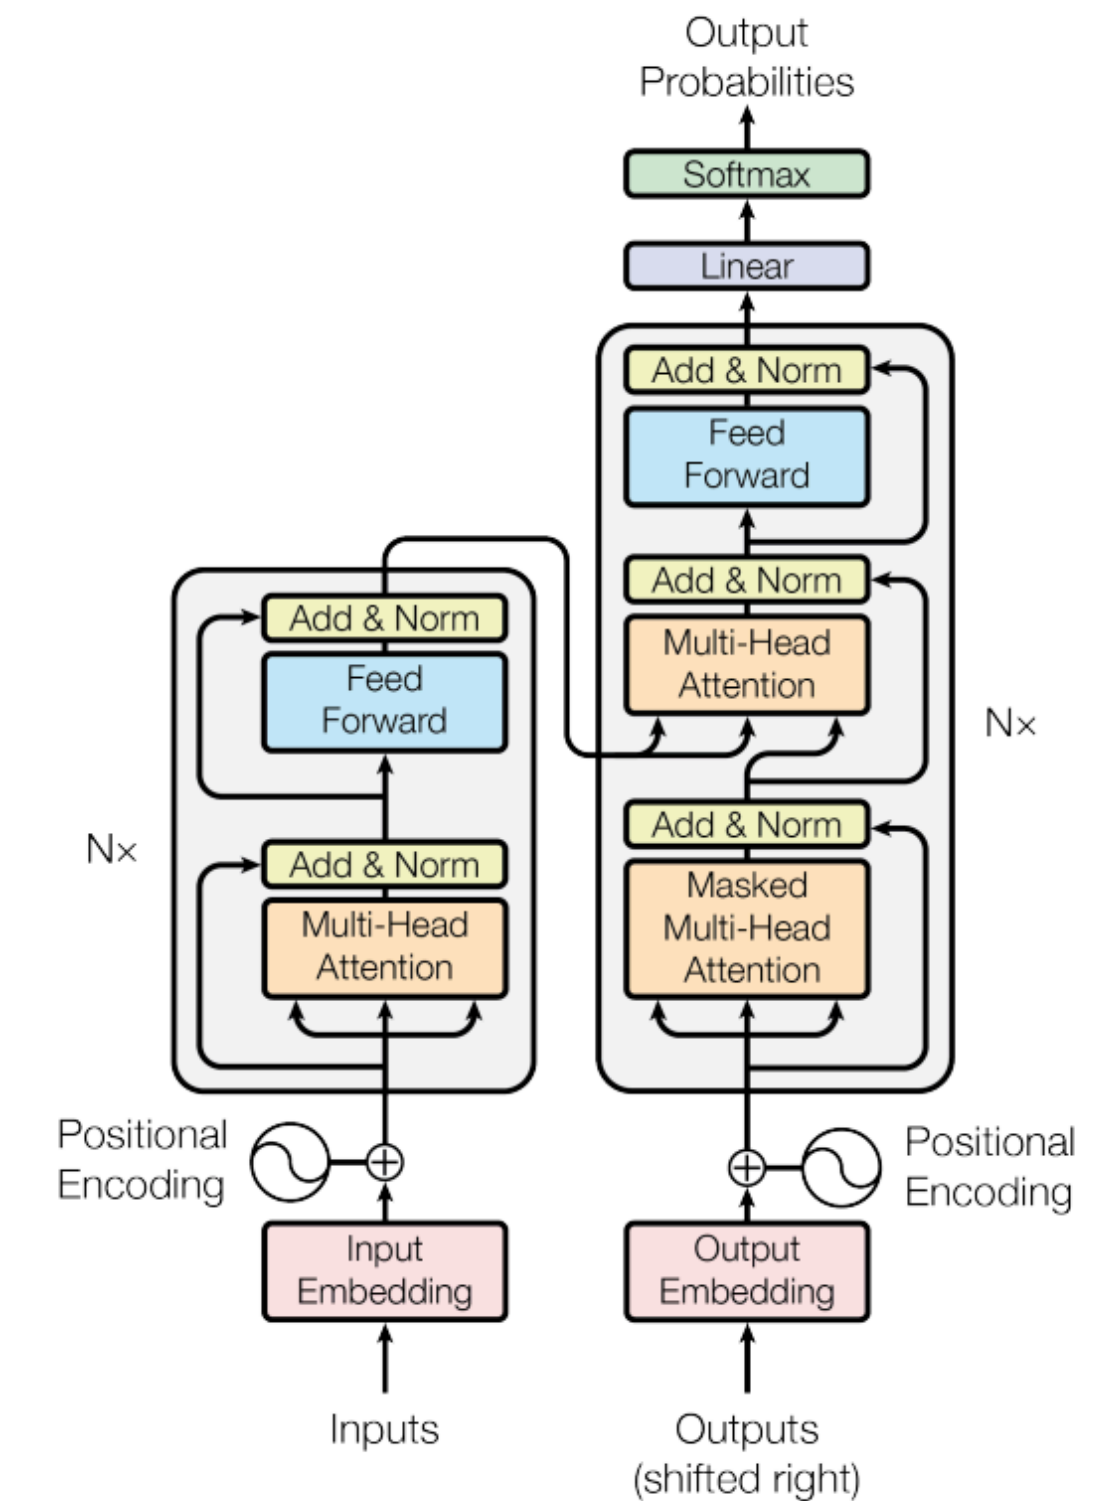 Output
Probabilities
Softmax
Linear
Add & Norm
Feed
Forward
Add & Norm
Multi-Head
Attention
N×
Add & Norm
Masked
Multi-Head
Attention
Add & Norm
Feed
Forward
N×
Add & Norm
Multi-Head
Attention
Positional
Encoding
Positional
Encoding
Input
Embedding
Output
Embedding
Inputs
Outputs
(shifted right)